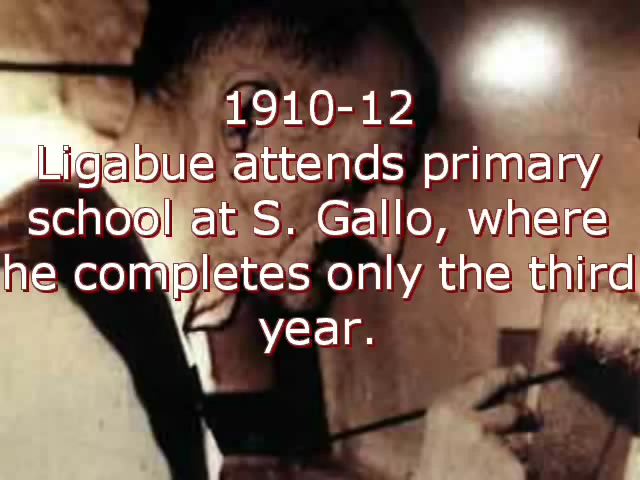 1910-12
Ligabue attends primary
school at S. Gallo, where
he completes only the third
year.